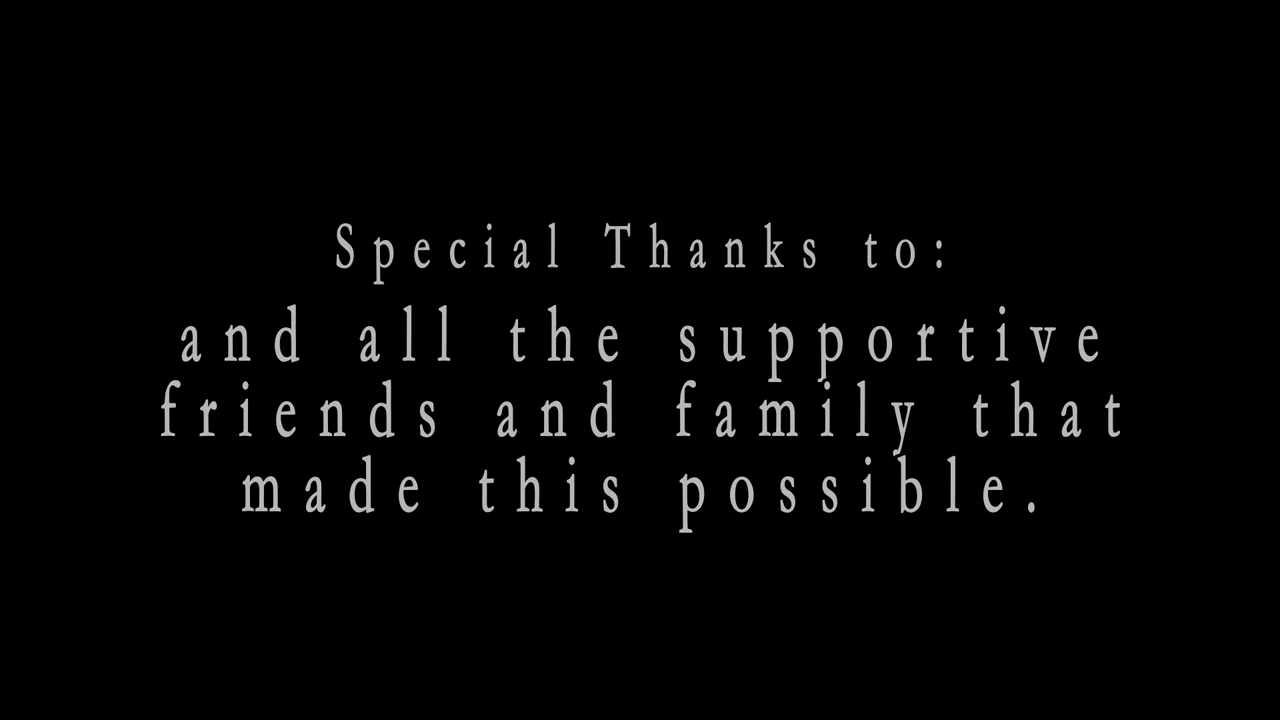 Special Thanks to:
and all the supportive
friends and family that
made this possible.